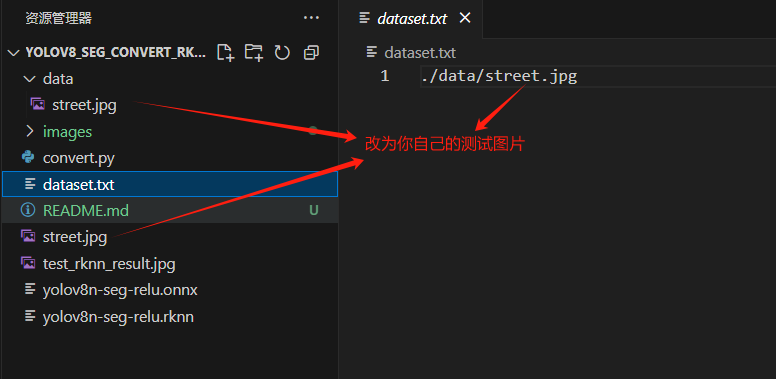 资源管理器
YOLOV8_SEG_CONVERT_RK...
data
street.jpg
images
convert.py
dataset.txt
README.md U
street.jpg
test_rknn_result.jpg
yolov8n-seg-relu.onnx
yolov8n-seg-relu.rknn
dataset.txt
dataset.txt
1 ./data/street.jpg
改为你自己的测试图片